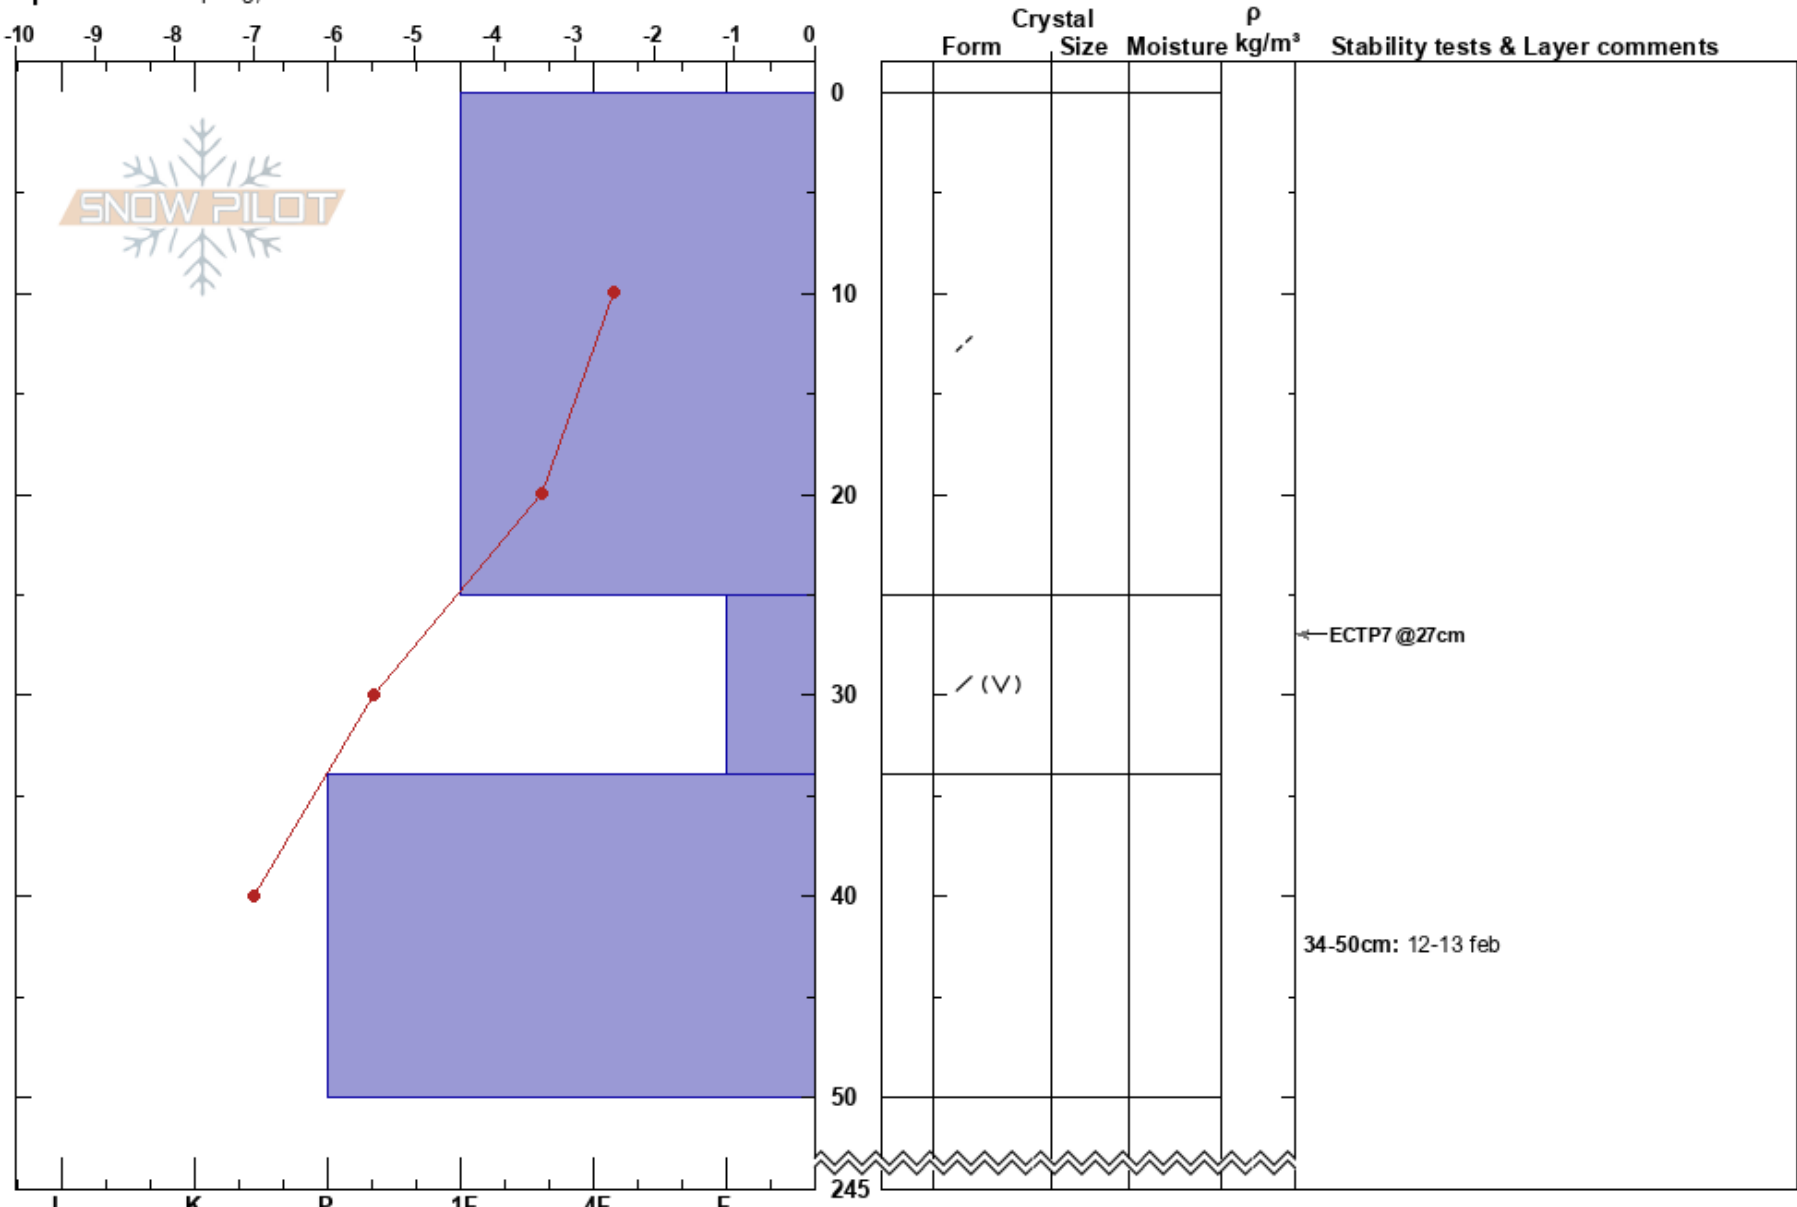 Crystal ρ
-10 -9 -8 -7 -6 -5 -4 -3 -2 -1 0 Form Size Moisture kg/m³ Stability tests & Layer comments
0
SNOW PILOT
10
20
ECTP7 @27cm
30 (V)
40
34-50cm: 12-13 feb
50
245